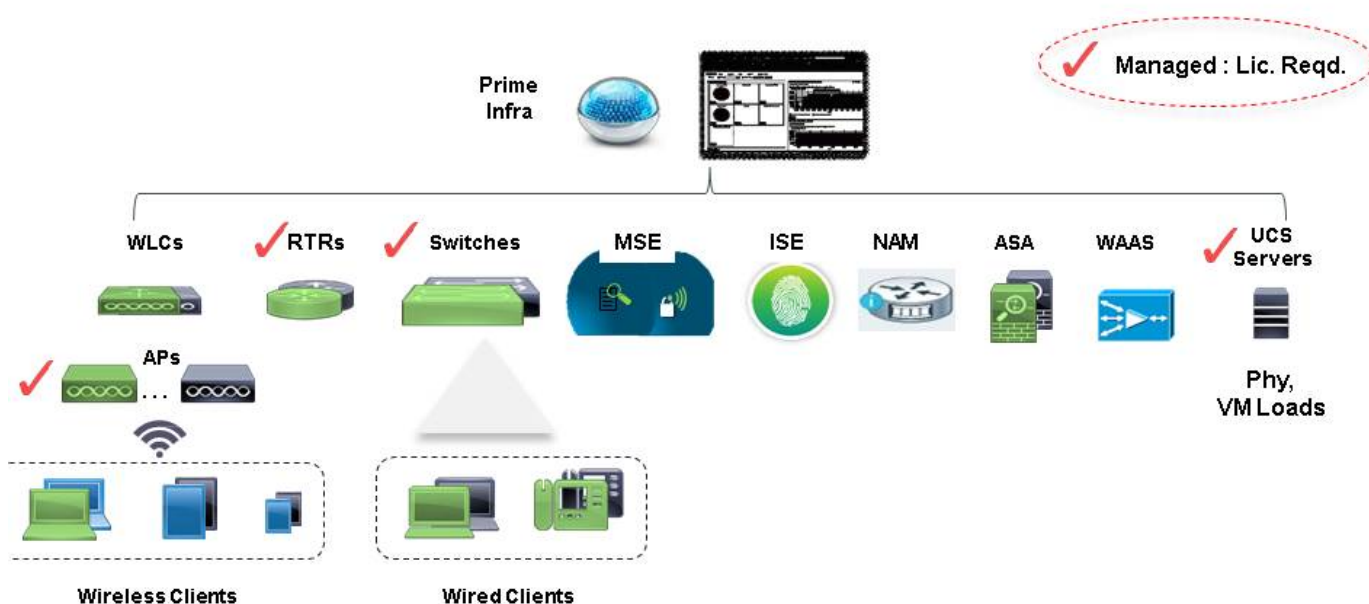 Prime
Infra
Managed : Lic. Reqd.
WLCs
RTRs
Switches
MSE
ISE
NAM
ASA
WAAS
UCS
Servers
APs
...
Phy,
VM Loads
Wireless Clients
Wired Clients